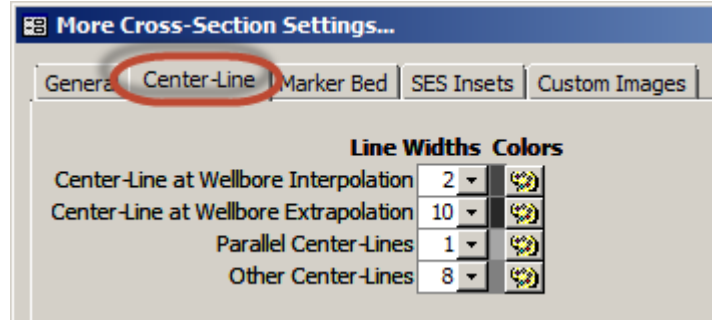 More Cross-Section Settings...
General Center-Line Marker Bed SES Insets Custom Images
Line Widths Colors
Center-Line at Wellbore Interpolation 2
Center-Line at Wellbore Extrapolation 10
Parallel Center-Lines 1
Other Center-Lines 8